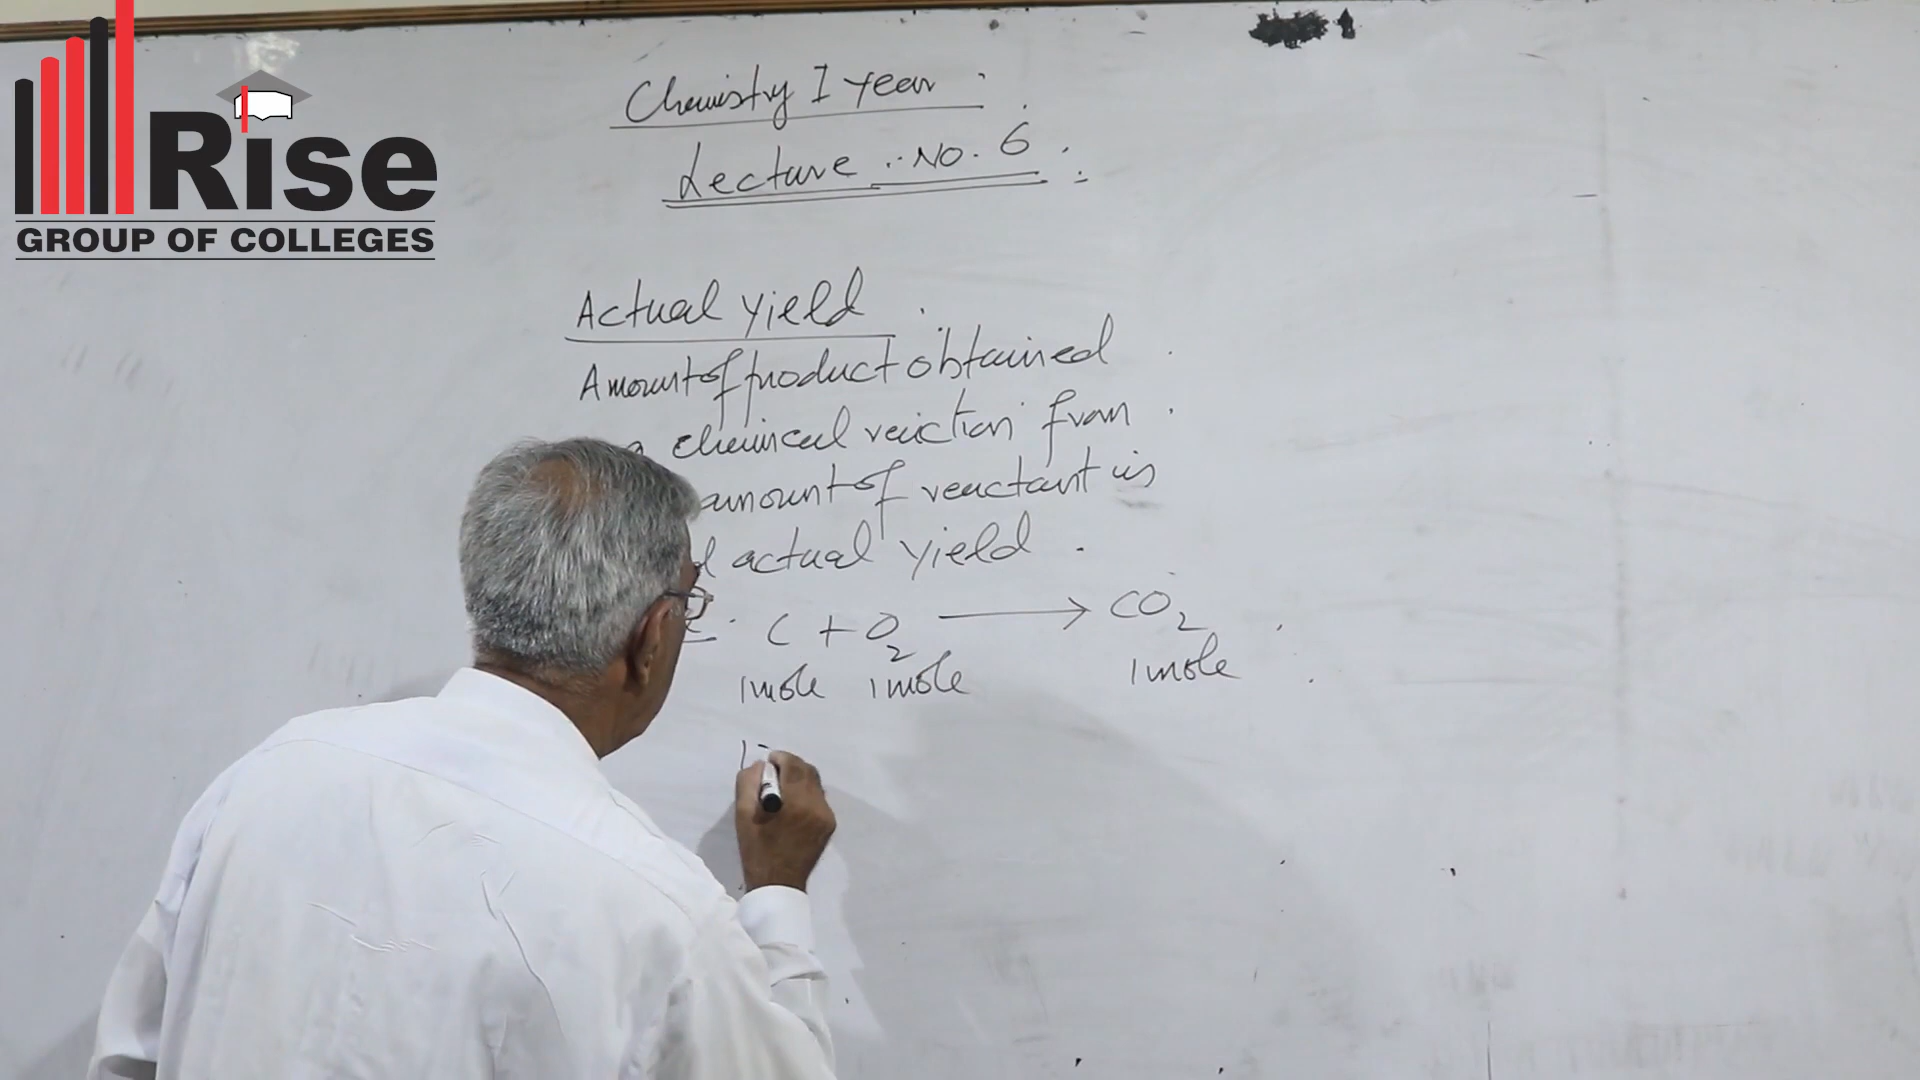 Rise
GROUP OF COLLEGES
Chemistry I year
Lecture No. 6
Actual yield
Amount of product obtained
chemical reaction from
amount of reactant is
actual yield
C + O₂ → CO₂
1mole 1mole 1mole